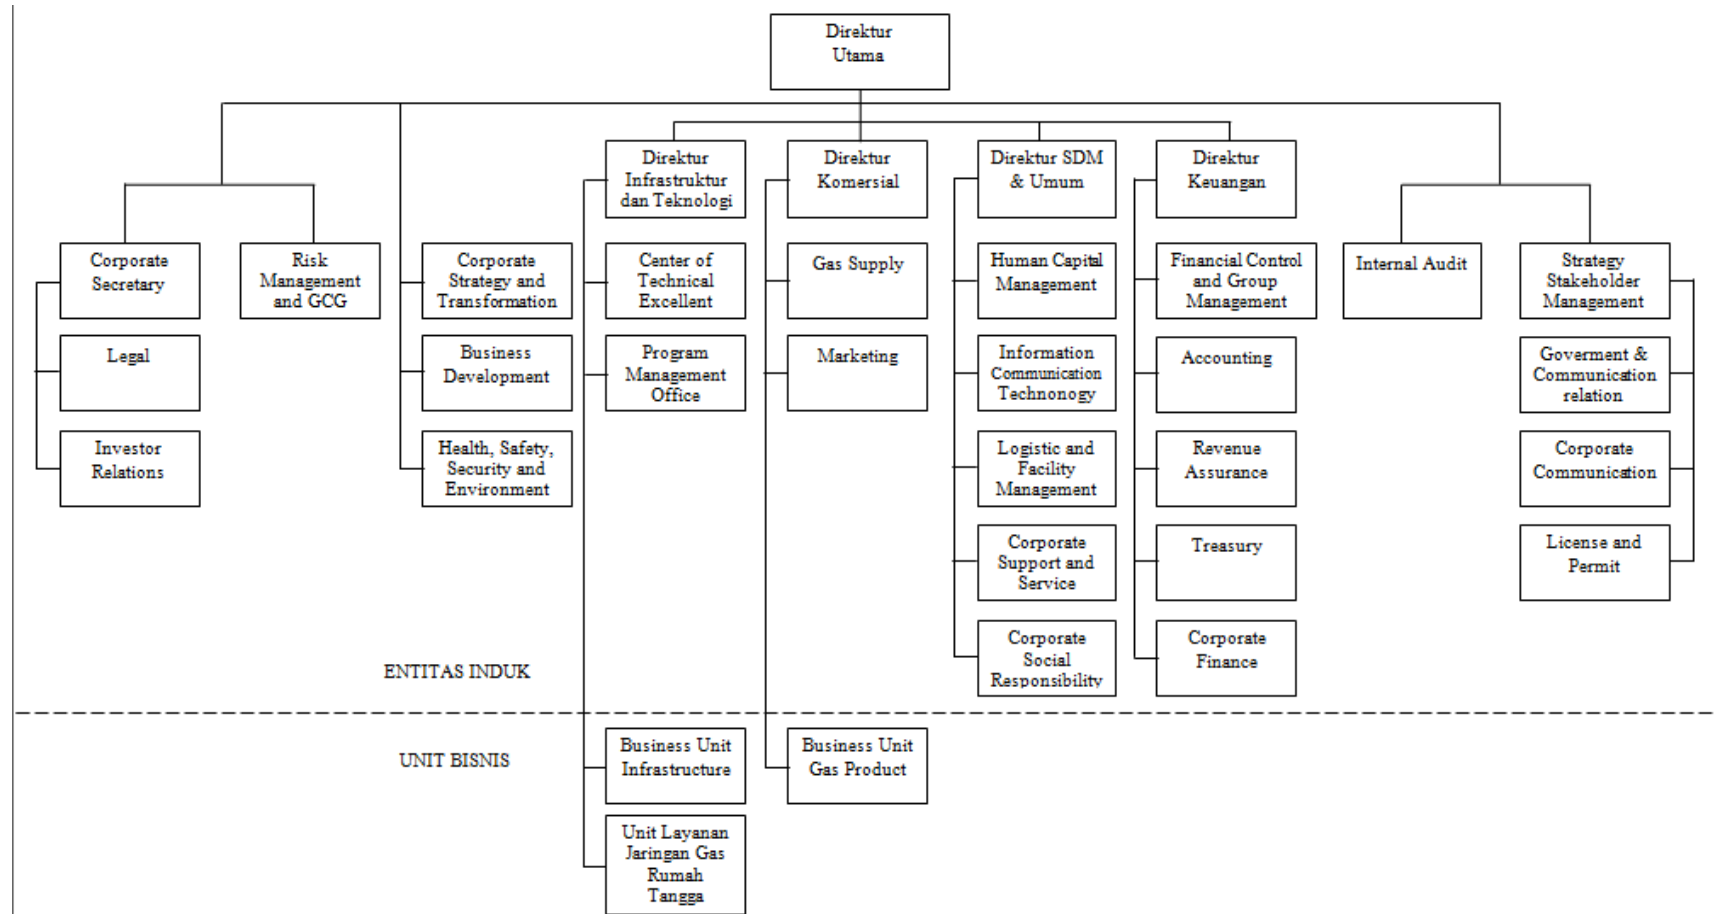 Direktur
Utama
Direktur
Infrastruktur
dan Teknologi
Direktur
Komersial
Direktur SDM
& Umum
Direktur
Keuangan
Corporate
Secretary
Risk
Management
and GCG
Corporate
Strategy and
Transformation
Center of
Technical
Excellent
Gas Supply
Human Capital
Management
Financial Control
and Group
Management
Internal Audit
Strategy
Stakeholder
Management
Legal
Business
Development
Program
Management
Office
Marketing
Information
Communication
Technonogy
Accounting
Goverment &
Communication
relation
Investor
Relations
Health, Safety,
Security and
Environment
Logistic and
Facility
Management
Revenue
Assurance
Corporate
Communication
Corporate
Support and
Service
Treasury
License and
Permit
Corporate
Social
Responsibility
Corporate
Finance
ENTITAS INDUK
UNIT BISNIS
Business Unit
Infrastructure
Business Unit
Gas Product
Unit Layanan
Jaringan Gas
Rumah
Tangga